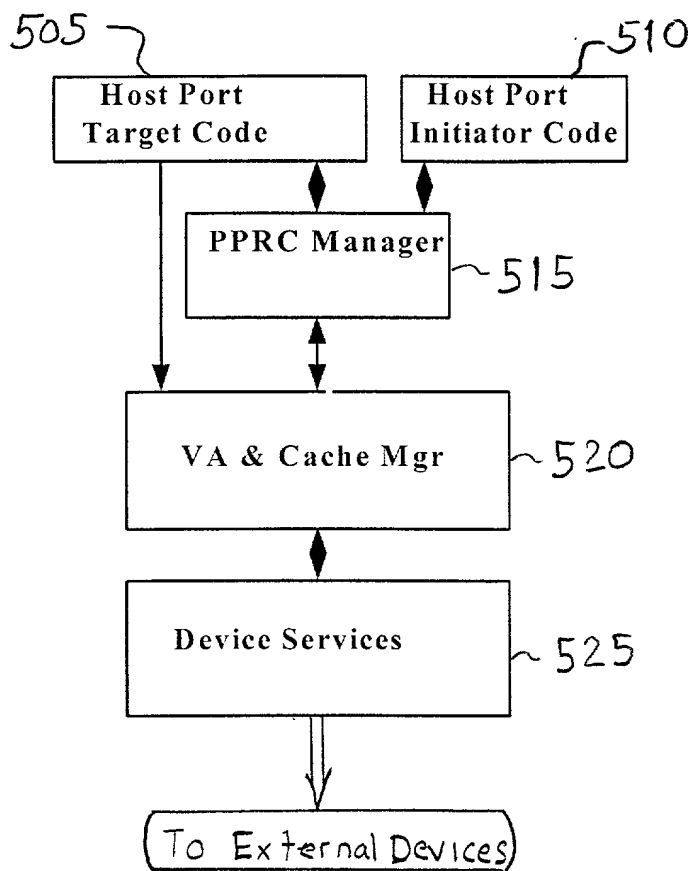 505
510
Host Port
Target Code
Host Port
Initiator Code
PPRC Manager
515
VA & Cache Mgr
520
Device Services
525
To External Devices